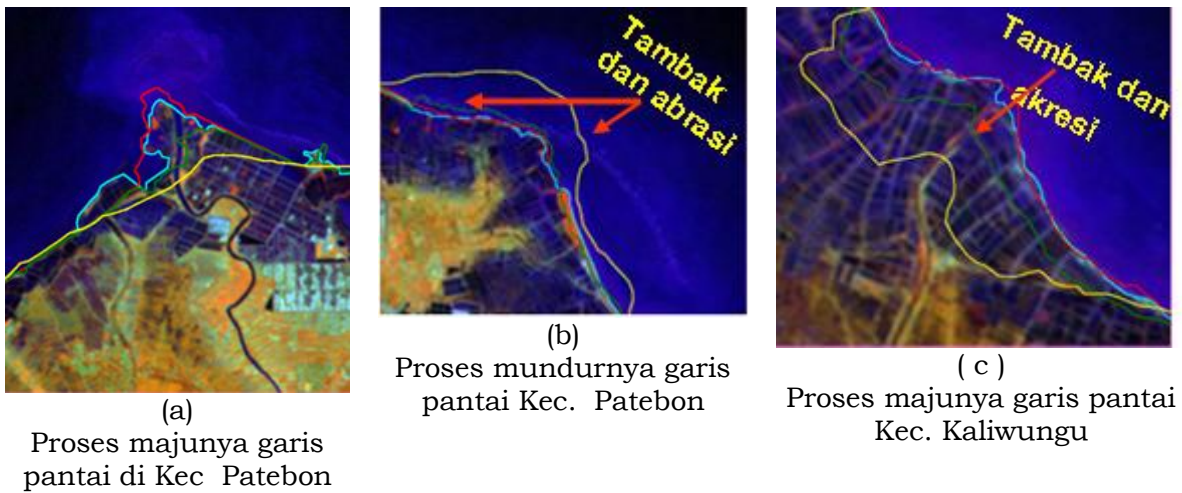 Tambak
dan abrasi
Tambak dan
akresi
(a)
Proses majunya garis
pantai di Kec Patebon
(b)
Proses mundurnya garis
pantai Kec. Patebon
( c )
Proses majunya garis pantai
Kec. Kaliwungu